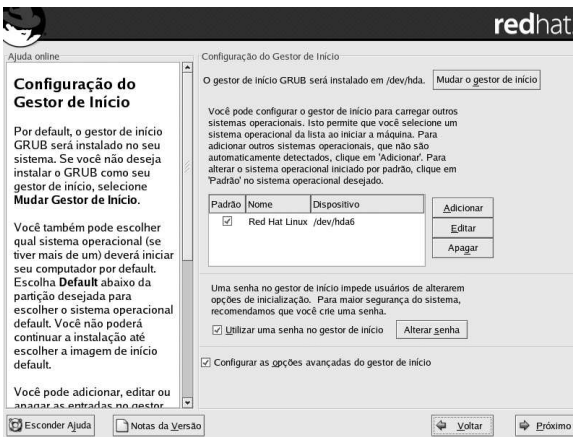 redhat.
Ajuda online
Configuração do
Gestor de Início
Por default, o gestor de início
GRUB será instalado no seu
sistema. Se você não deseja
instalar o GRUB como seu
gestor de início, selecione
Mudar Gestor de Início.
Você também pode escolher
qual sistema operacional (se
tiver mais de um) deverá iniciar
seu computador por default.
Escolha Default abaixo da
partição desejada para
escolher o sistema operacional
default. Você não poderá
continuar a instalação até
escolher a imagem de início
default.
Você pode adicionar, editar ou
apagar as entradas no gestor
Configuração do Gestor de Início
O gestor de início GRUB será instalado em /dev/hda.
Mudar o gestor de início
Você pode configurar o gestor de início para carregar outros
sistemas operacionais. Isto permite que você selecione um
sistema operacional da lista ao iniciar a máquina. Para
adicionar outros sistemas operacionais, que não são
automaticamente detectados, clique em 'Adicionar'. Para
alterar o sistema operacional iniciado por padrão, clique em
'Padrão' no sistema operacional desejado.
Padrão Nome Dispositivo
Red Hat Linux /dev/hda6
Adicionar
Editar
Apagar
Uma senha no gestor de início impede usuários de alterarem
opções de inicialização. Para maior segurança do sistema,
recomendamos que você crie uma senha.
Utilizar uma senha no gestor de início
Alterar senha
Configurar as opções avançadas do gestor de início
Esconder Ajuda
Notas da Versão
Voltar
Próximo